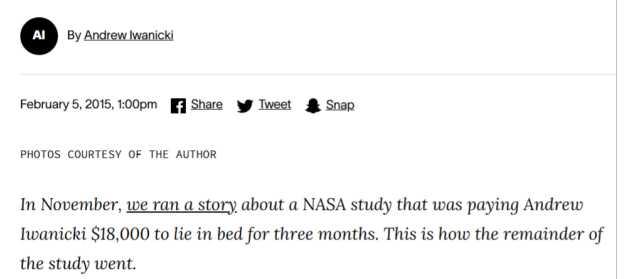 AI By Andrew Iwanicki
February 5, 2015, 1:00pm Share Tweet Snap
PHOTOS COURTESY OF THE AUTHOR
In November, we ran a story about a NASA study that was paying Andrew
Iwanicki $18,000 to lie in bed for three months. This is how the remainder of
the study went.